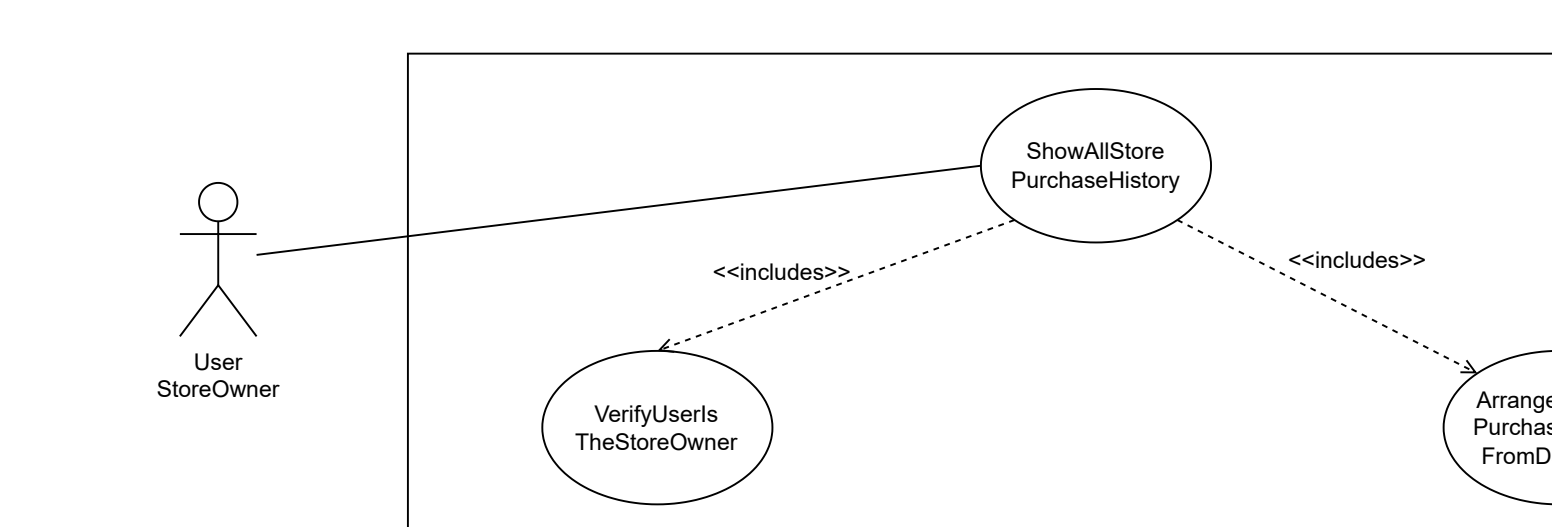 ShowAllStore
PurchaseHistory
<<includes>>
<<includes>>
User
StoreOwner
VerifyUserIs
TheStoreOwner